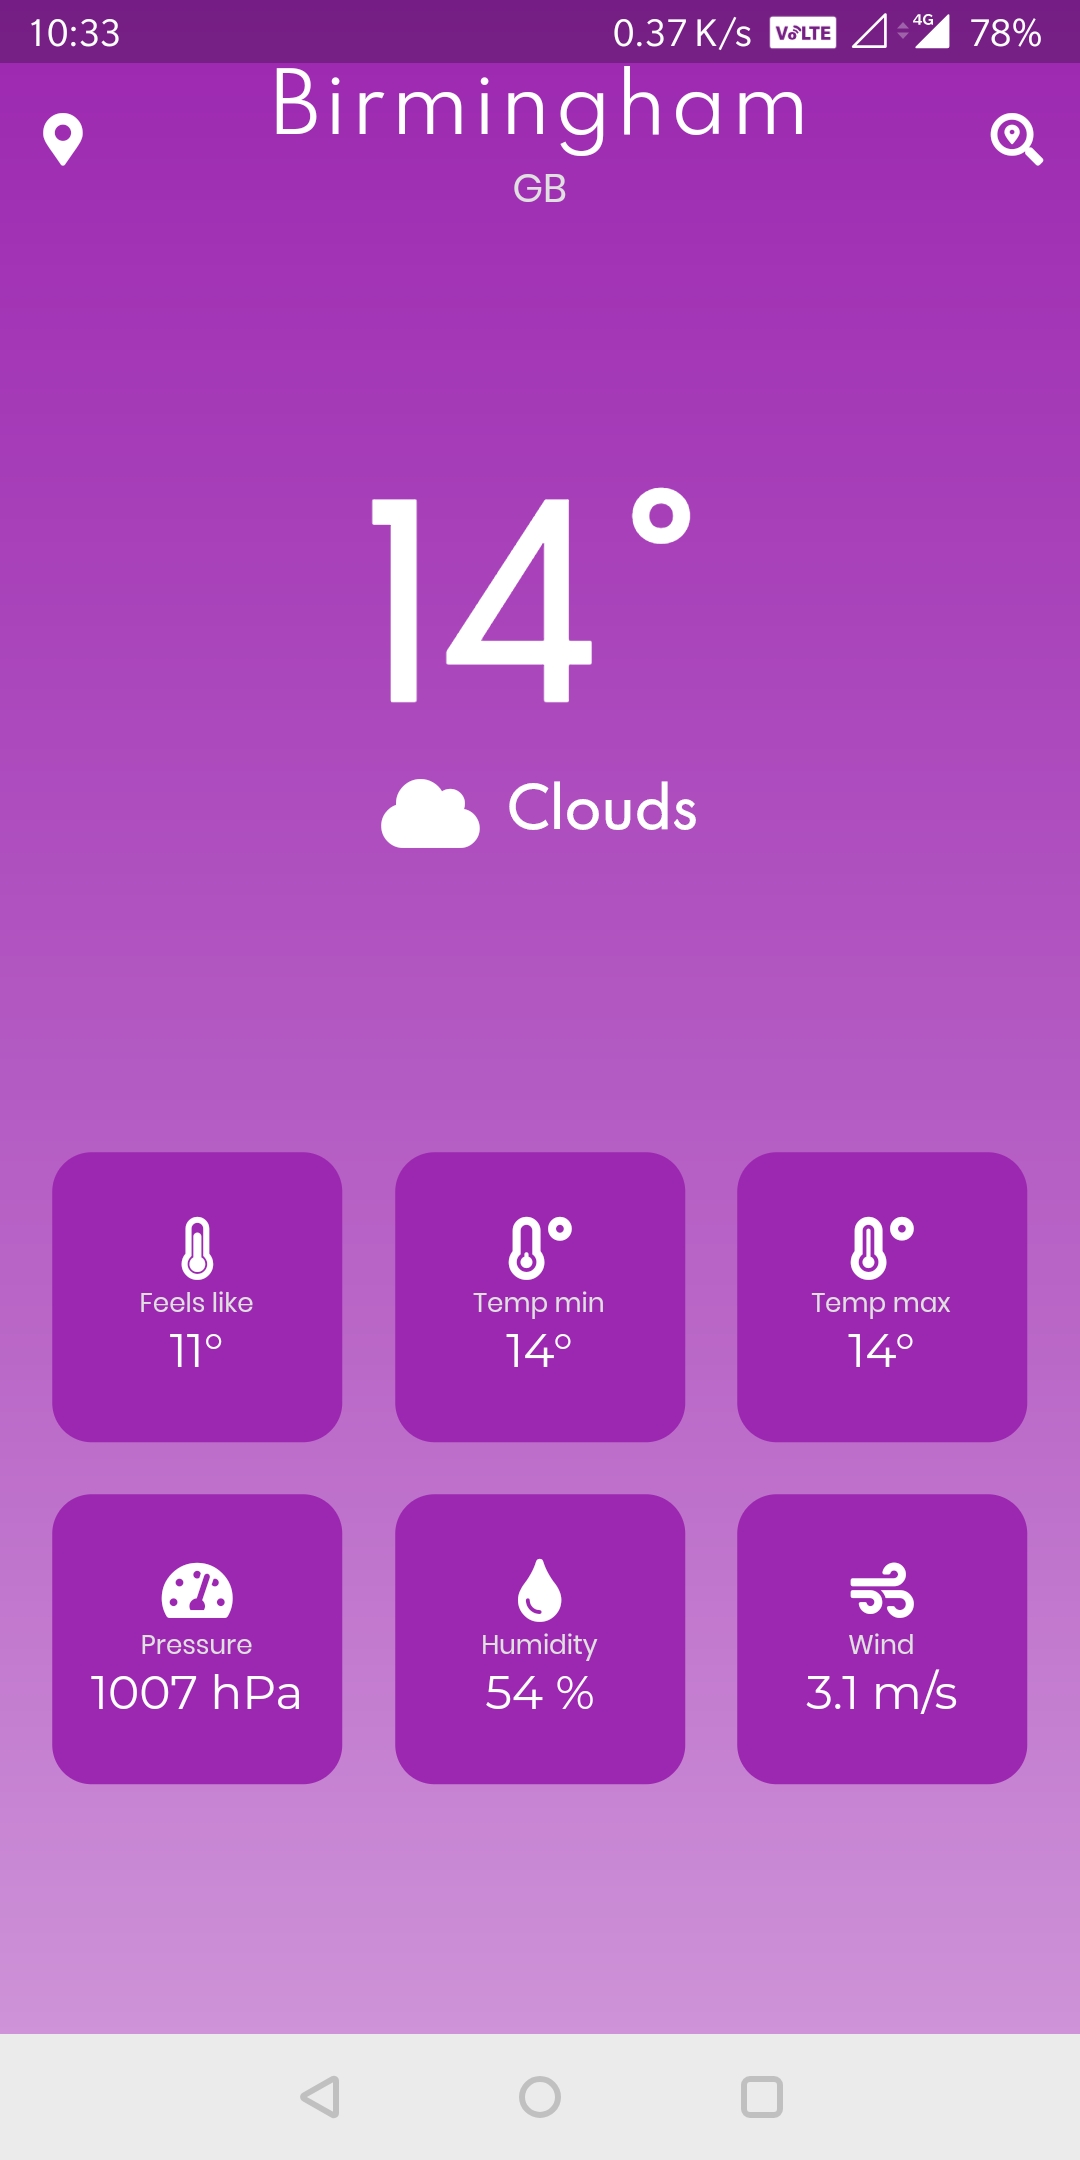 10:33 0.37 K/s VoLTE 4G 78%
Birmingham
GB
14°
Clouds
Feels like Temp min Temp max
11° 14° 14°
Pressure Humidity Wind
1007 hPa 54 % 3.1 m/s